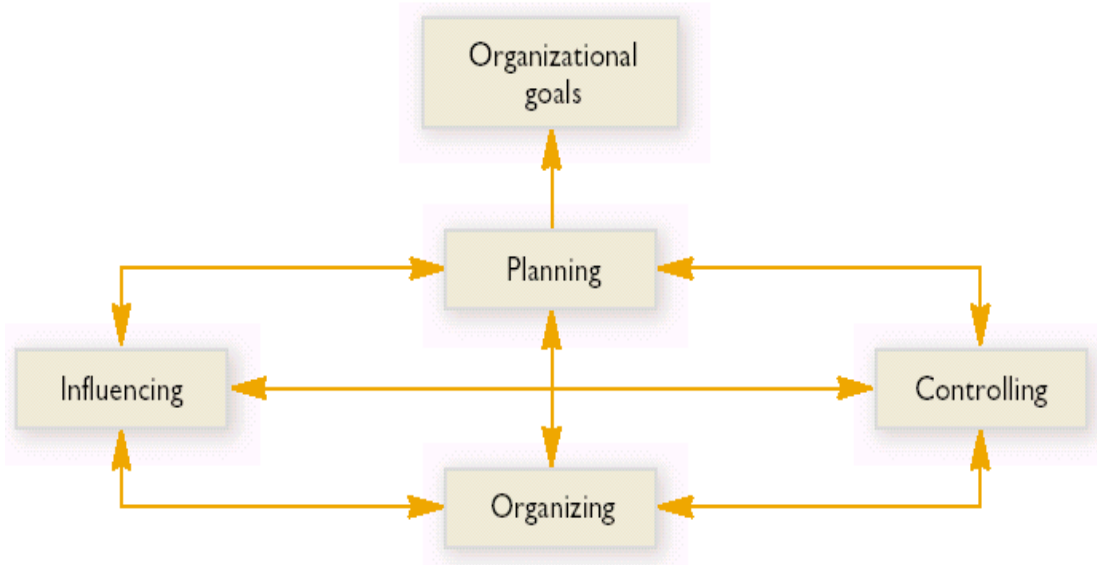 Organizational
goals
Planning
Influencing
Controlling
Organizing